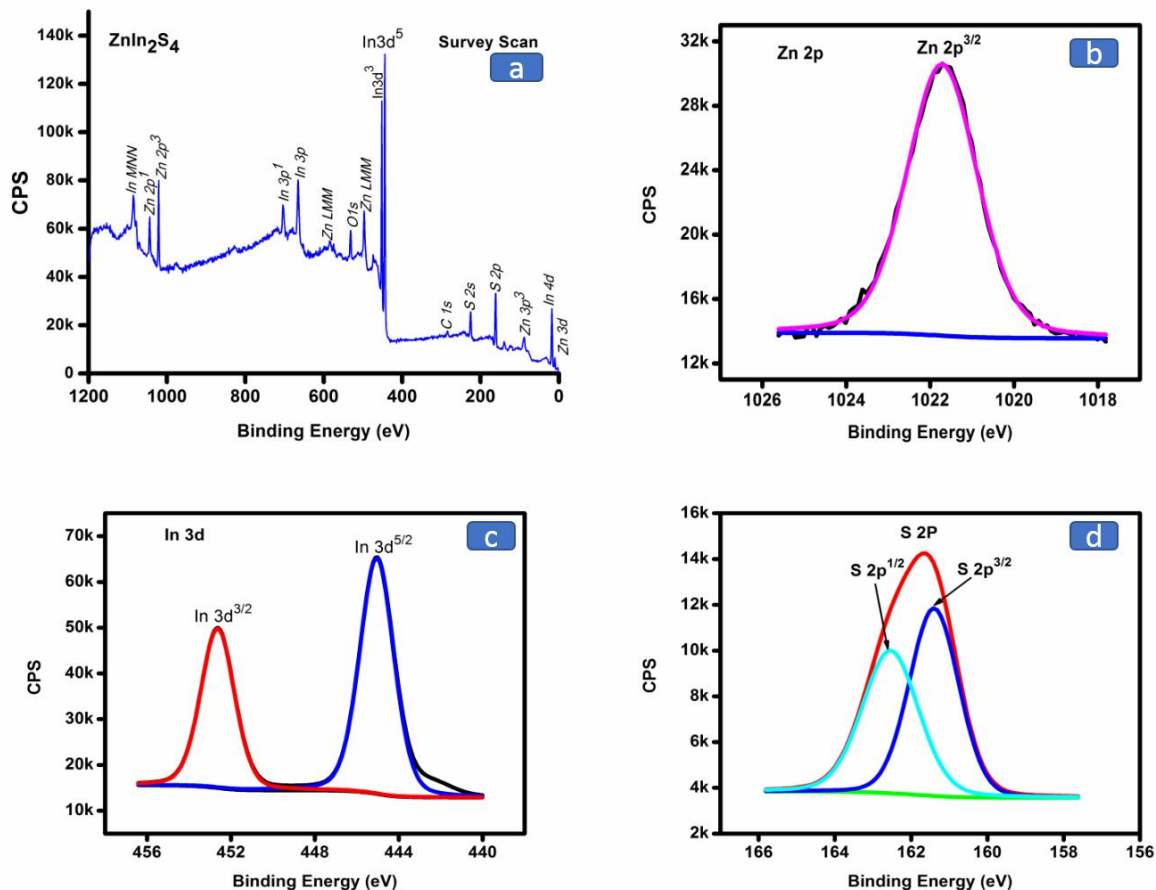 ZnIn₂S₄
Survey Scan
a
In3d⁵
In3d³
In MNN
Zn 2p¹
Zn 2p³
In 3p¹
In 3p
Zn LMM
O1s
Zn LMM
C 1s
S 2s
S 2p
Zn 3p³
In 4d
Zn 3d
CPS
140k
120k
100k
80k
60k
40k
20k
0
1200 1000 800 600 400 200 0
Binding Energy (eV)
Zn 2p
Zn 2p³/²
b
CPS
32k
28k
24k
20k
16k
12k
1026 1024 1022 1020 1018
Binding Energy (eV)
In 3d
c
In 3d⁵/²
In 3d³/²
CPS
70k
60k
50k
40k
30k
20k
10k
456 452 448 444 440
Binding Energy (eV)
d
S 2P
S 2p¹/²
S 2p³/²
CPS
16k
14k
12k
10k
8k
6k
4k
2k
166 164 162 160 158 156
Binding Energy (eV)